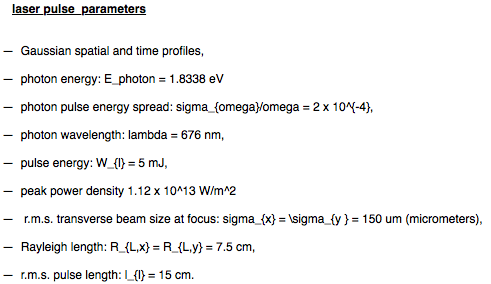 laser pulse parameters
— Gaussian spatial and time profiles,
— photon energy: E_photon = 1.8338 eV
— photon pulse energy spread: sigma_{omega}/omega = 2 x 10^{-4},
— photon wavelength: lambda = 676 nm,
— pulse energy: W_{l} = 5 mJ,
— peak power density 1.12 x 10^13 W/m^2
— r.m.s. transverse beam size at focus: sigma_{x} = \sigma_{y } = 150 um (micrometers),
— Rayleigh length: R_{L,x} = R_{L,y} = 7.5 cm,
— r.m.s. pulse length: l_{l} = 15 cm.